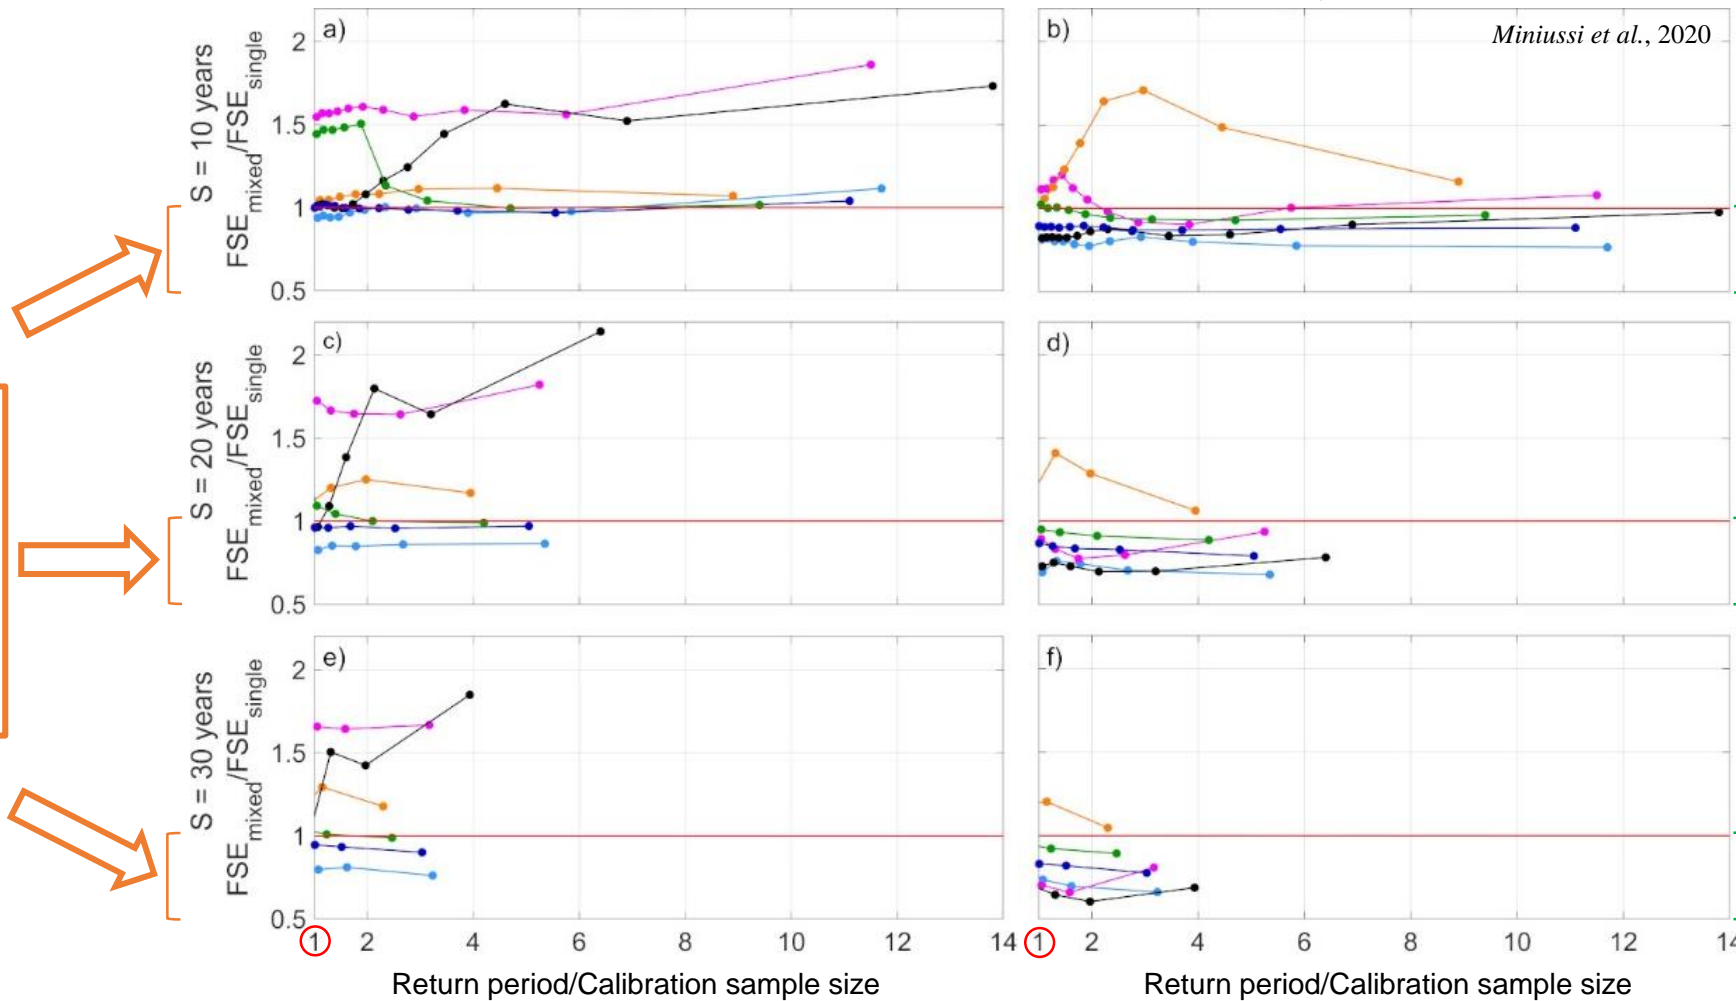 Miniussi et al., 2020
a)
b)
S = 10 years
FSEmixed/FSEsingle
2
1.5
1
0.5
c)
d)
S = 20 years
FSEmixed/FSEsingle
2
1.5
1
0.5
e)
f)
S = 30 years
FSEmixed/FSEsingle
2
1.5
1
0.5
1 2 4 6 8 10 12 14
1 2 4 6 8 10 12 14
Return period/Calibration sample size
Return period/Calibration sample size